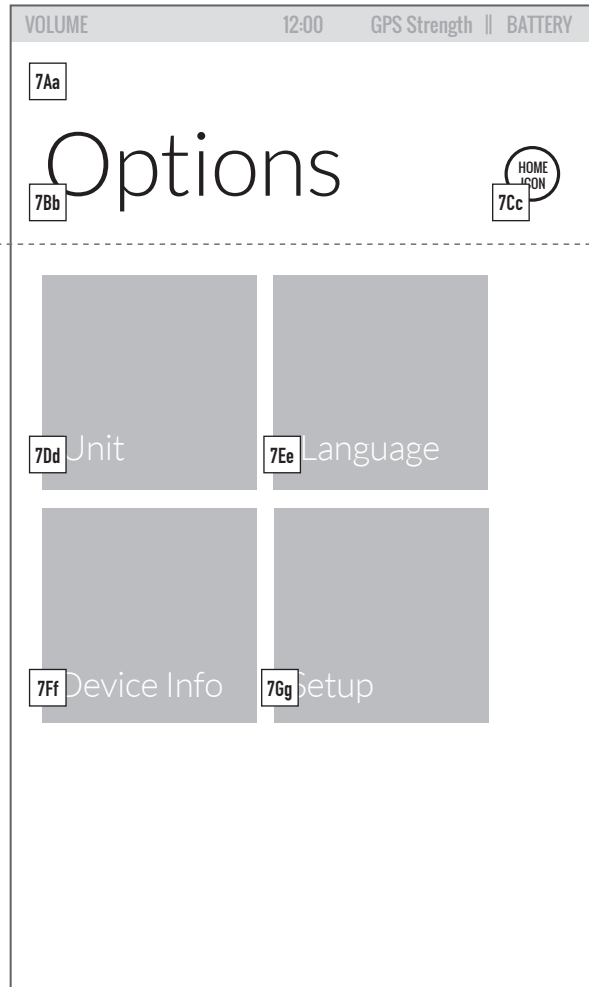 VOLUME 12:00 GPS Strength || BATTERY
7Aa
Options
HOME
ICON
7Bb 7Cc
7Dd Unit 7Ee Language
7Ff Device Info 7Gg Setup